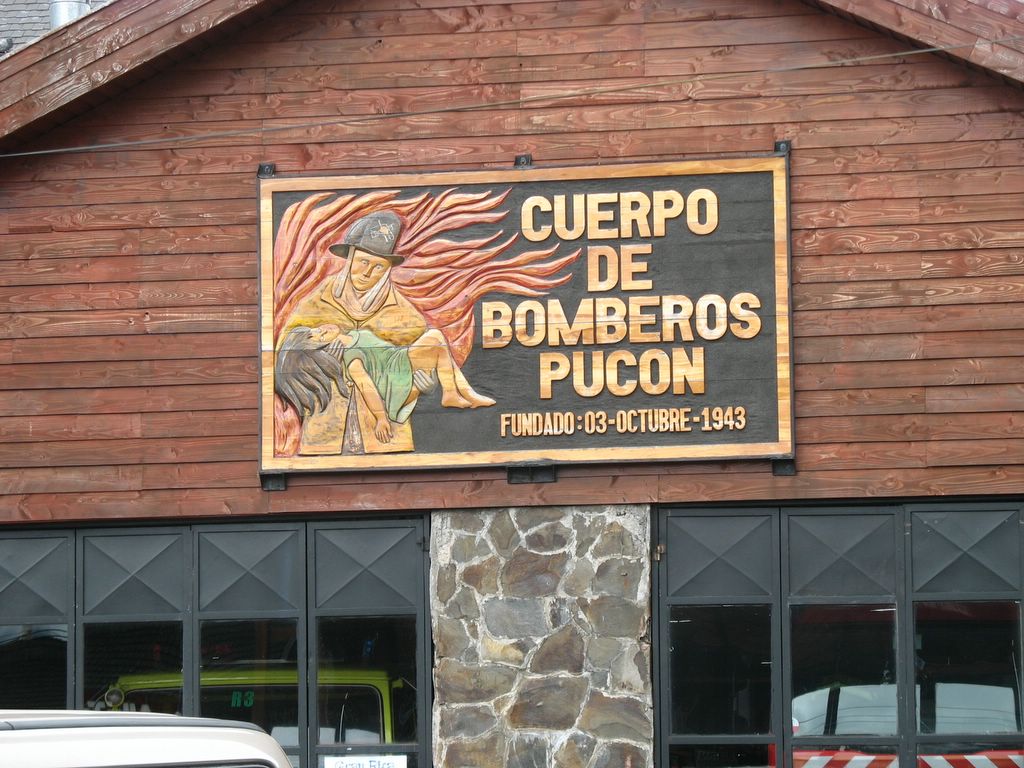 CUERPO
DE
BOMBEROS
PUCON
FUNDADO: 03-OCTUBRE-1943
R3